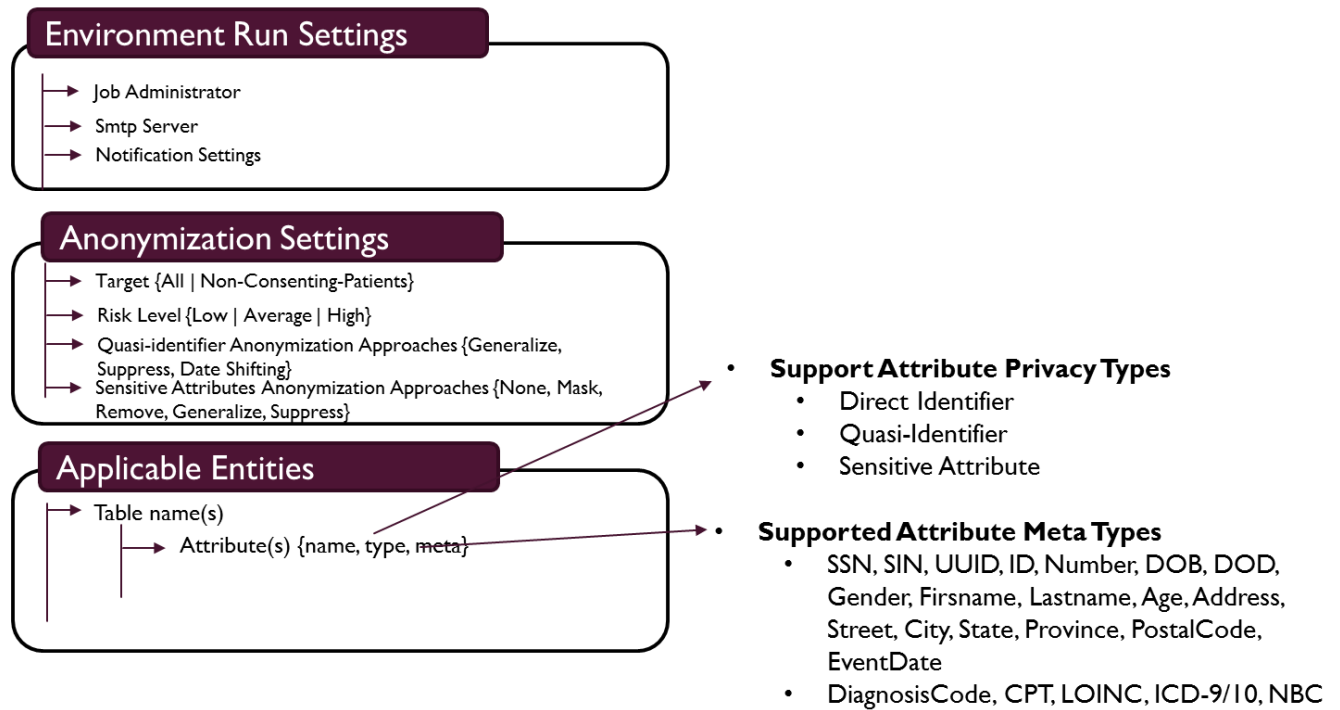 Environment Run Settings
Job Administrator
Smtp Server
Notification Settings
Anonymization Settings
Target {All | Non-Consenting-Patients}
Risk Level {Low | Average | High}
Quasi-identifier Anonymization Approaches {Generalize,
Suppress, Date Shifting}
Sensitive Attributes Anonymization Approaches {None, Mask,
Remove, Generalize, Suppress}
Applicable Entities
Table name(s)
Attribute(s) {name, type, meta}
• Support Attribute Privacy Types
• Direct Identifier
• Quasi-Identifier
• Sensitive Attribute
• Supported Attribute Meta Types
• SSN, SIN, UUID, ID, Number, DOB, DOD,
Gender, Firsname, Lastname, Age, Address,
Street, City, State, Province, PostalCode,
EventDate
• DiagnosisCode, CPT, LOINC, ICD-9/10, NBC